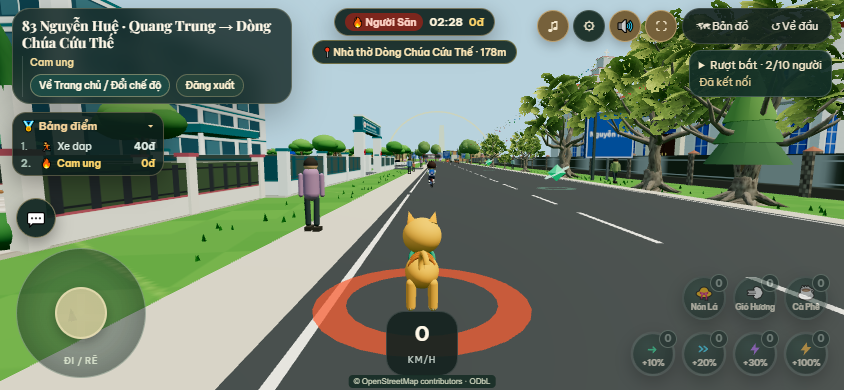 83 Nguyễn Huệ · Quang Trung → Dòng
Chúa Cứu Thế
Cam ung
Về Trang chủ / Đổi chế độ
Đăng xuất
Bảng điểm
1. Xe dap 40đ
2. Cam ung 0đ
Người Săn 02:28 0đ
Nhà thờ Dòng Chúa Cứu Thế · 178m
Bản đồ
Về đầu
Rượt bắt · 2/10 người
Đã kết nối
ĐI / RẼ
0
KM/H
0
Nón Lá
0
Gió Hương
0
Cà Phê
0
+10%
0
+20%
0
+30%
0
+100%
© OpenStreetMap contributors · ODbL